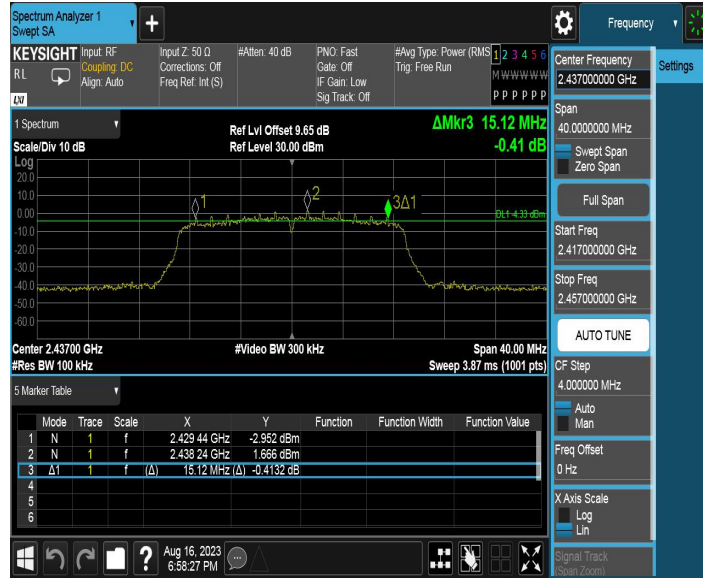 Spectrum Analyzer 1
Swept SA
+
Frequency
KEYSIGHT
RL
LXI
Input: RF
Coupling: DC
Align: Auto
Input Z: 50 Ω
Corrections: Off
Freq Ref: Int (S)
#Atten: 40 dB
PNO: Fast
Gate: Off
IF Gain: Low
Sig Track: Off
#Avg Type: Power (RMS
Trig: Free Run
1 2 3 4 5 6
M W W W W W
P P P P P P
Center Frequency
2.437000000 GHz
Settings
Span
40.0000000 MHz
Swept Span
Zero Span
Full Span
Start Freq
2.417000000 GHz
Stop Freq
2.457000000 GHz
AUTO TUNE
CF Step
4.000000 MHz
Auto
Man
Freq Offset
0 Hz
X Axis Scale
Log
Lin
Signal Track
(Span Zoom)
1 Spectrum
Scale/Div 10 dB
Ref Lvl Offset 9.65 dB
Ref Level 30.00 dBm
ΔMkr3 15.12 MHz
-0.41 dB
Log
20.0
10.0
0.00
-10.0
-20.0
-30.0
-40.0
-50.0
-60.0
1
2
3Δ1
DL1 -4.33 dBm
Center 2.43700 GHz
#Video BW 300 kHz
Span 40.00 MHz
#Res BW 100 kHz
Sweep 3.87 ms (1001 pts)
5 Marker Table
Mode Trace Scale X Y Function Function Width Function Value
1 N 1 f 2.429 44 GHz -2.952 dBm
2 N 1 f 2.438 24 GHz 1.666 dBm
3 Δ1 1 f (Δ) 15.12 MHz (Δ) -0.4132 dB
4
5
6
?
Aug 16, 2023
6:58:27 PM